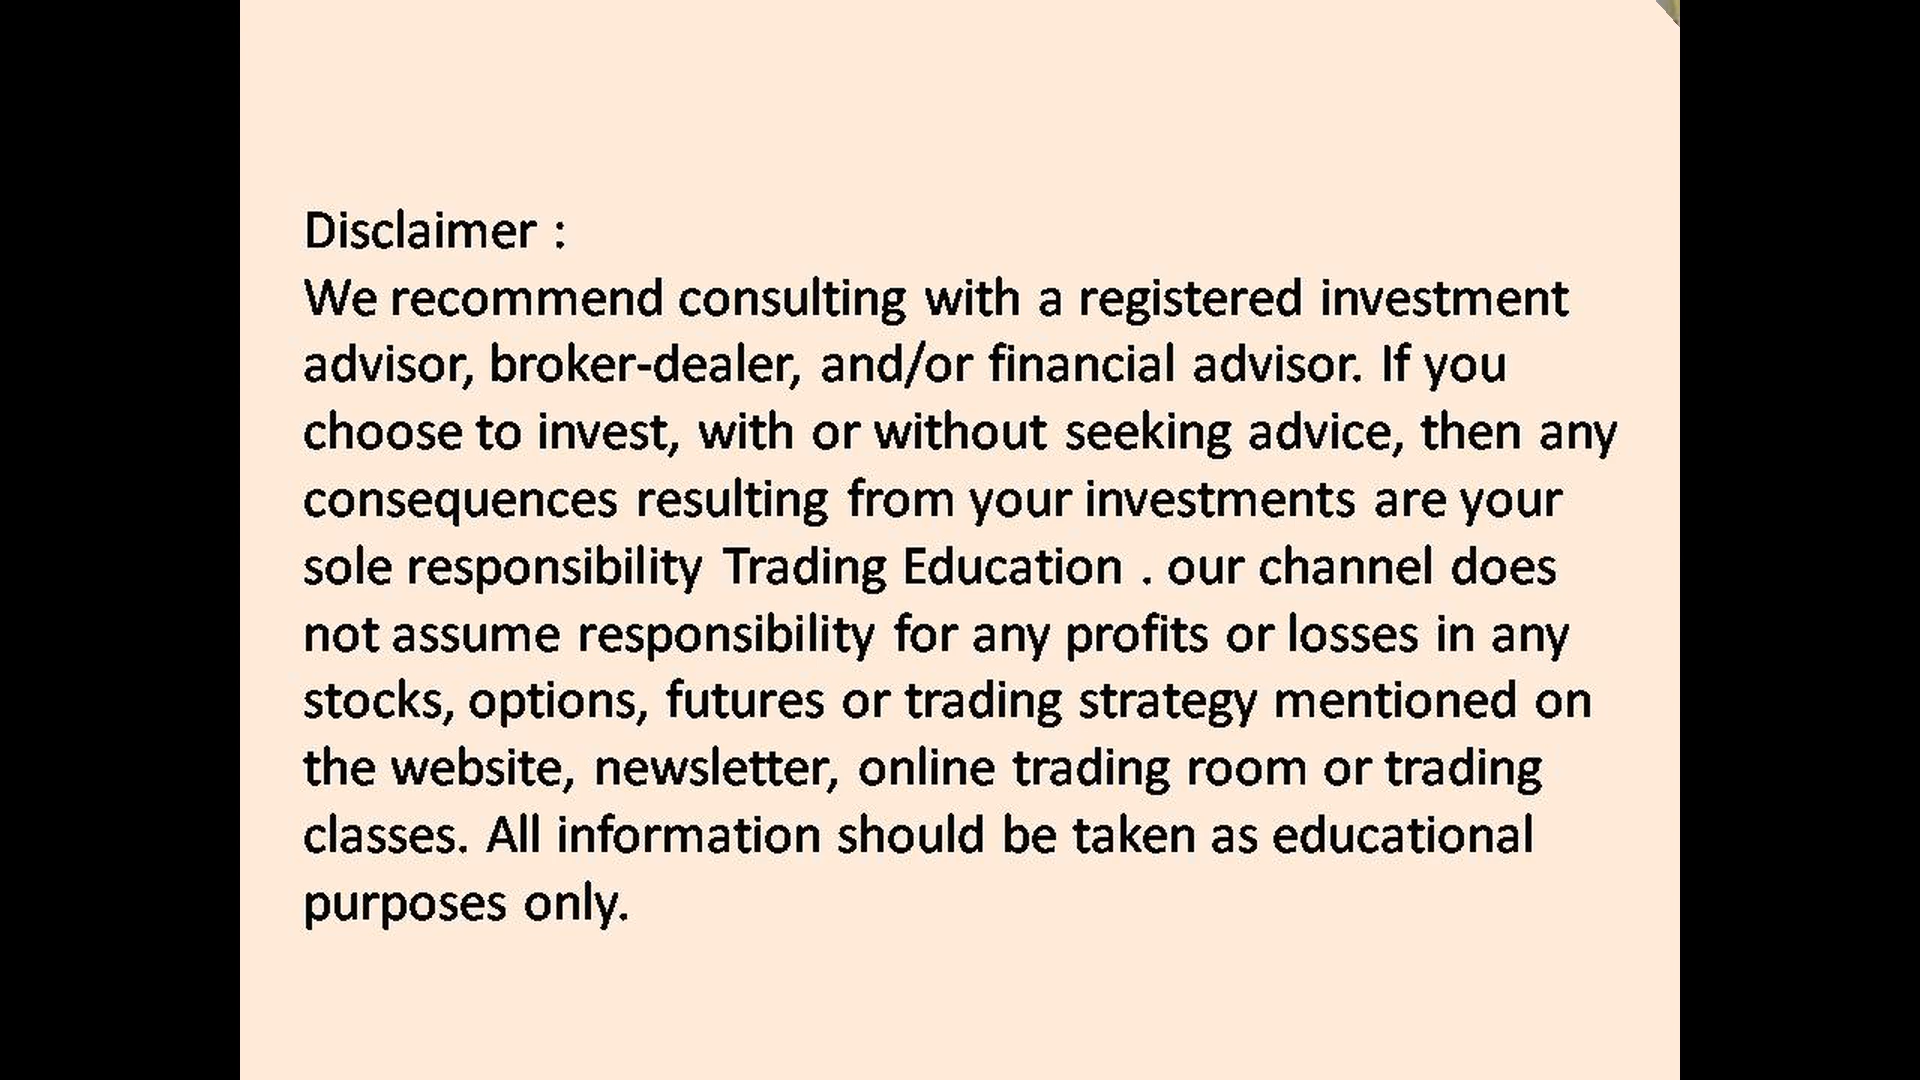 Disclaimer :
We recommend consulting with a registered investment
advisor, broker-dealer, and/or financial advisor. If you
choose to invest, with or without seeking advice, then any
consequences resulting from your investments are your
sole responsibility Trading Education . our channel does
not assume responsibility for any profits or losses in any
stocks, options, futures or trading strategy mentioned on
the website, newsletter, online trading room or trading
classes. All information should be taken as educational
purposes only.